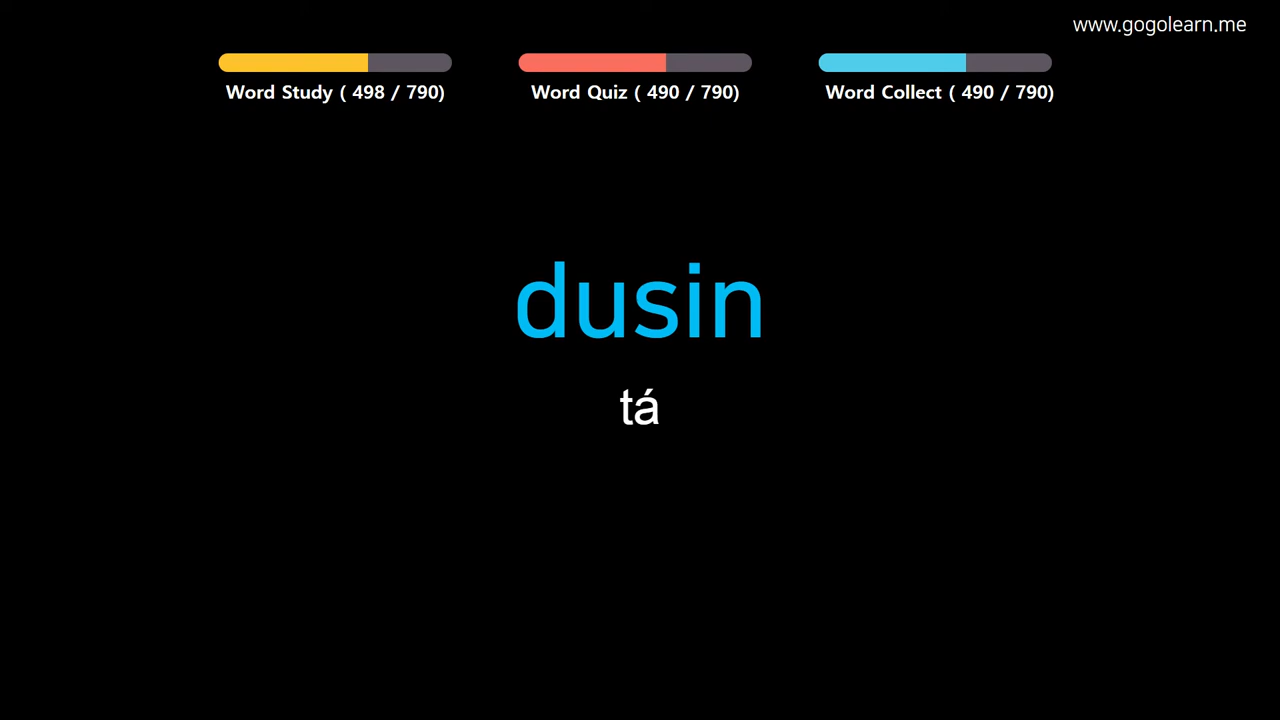 www.gogolearn.me
Word Study ( 498 / 790)
Word Quiz ( 490 / 790)
Word Collect ( 490 / 790)
dusin
tá